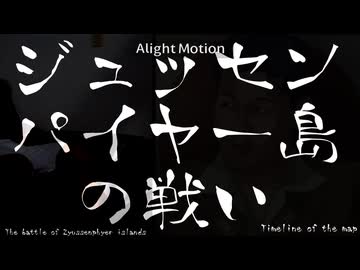 Alight Motion
ジュッセン
パイヤー島
の戦い
The battle of Zyussenphyer islands
Timeline of the map